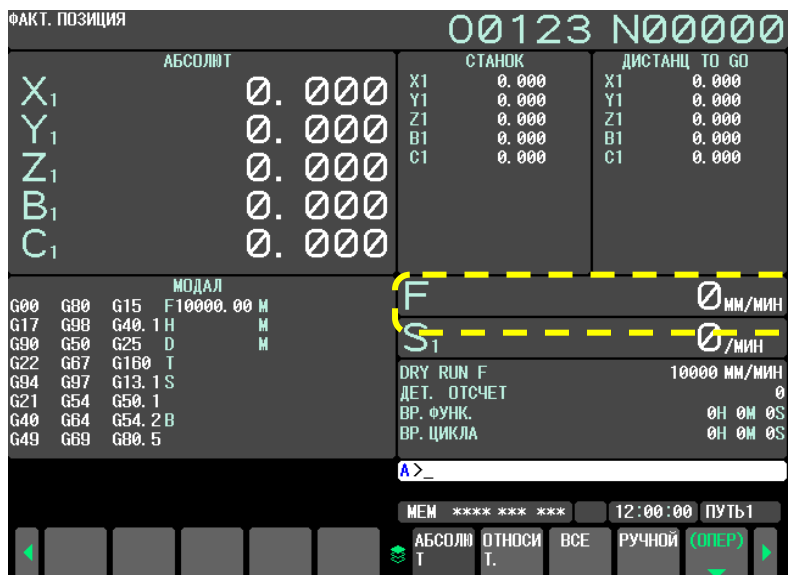 ФАКТ. ПОЗИЦИЯ
O0123 N00000
АБСОЛЮТ
X1 0.000
Y1 0.000
Z1 0.000
B1 0.000
C1 0.000
СТАНОК
X1 0.000
Y1 0.000
Z1 0.000
B1 0.000
C1 0.000
ДИСТАНЦ TO GO
X1 0.000
Y1 0.000
Z1 0.000
B1 0.000
C1 0.000
МОДАЛ
G00 G80 G15 F10000.00 M
G17 G98 G40.1 H M
G90 G50 G25 D M
G22 G67 G160 T
G94 G97 G13.1 S
G21 G54 G50.1
G40 G64 G54.2 B
G49 G69 G80.5
F 0 ММ/МИН
S1 0 /МИН
DRY RUN F 10000 ММ/МИН
ДЕТ. ОТСЧЕТ 0
ВР. ФУНК. 0H 0M 0S
ВР. ЦИКЛА 0H 0M 0S
A >_
MEM **** *** *** 12:00:00 ПУТЬ1
АБСОЛЮ
Т
ОТНОСИ
Т.
ВСЕ
РУЧНОЙ
(ОПЕР)